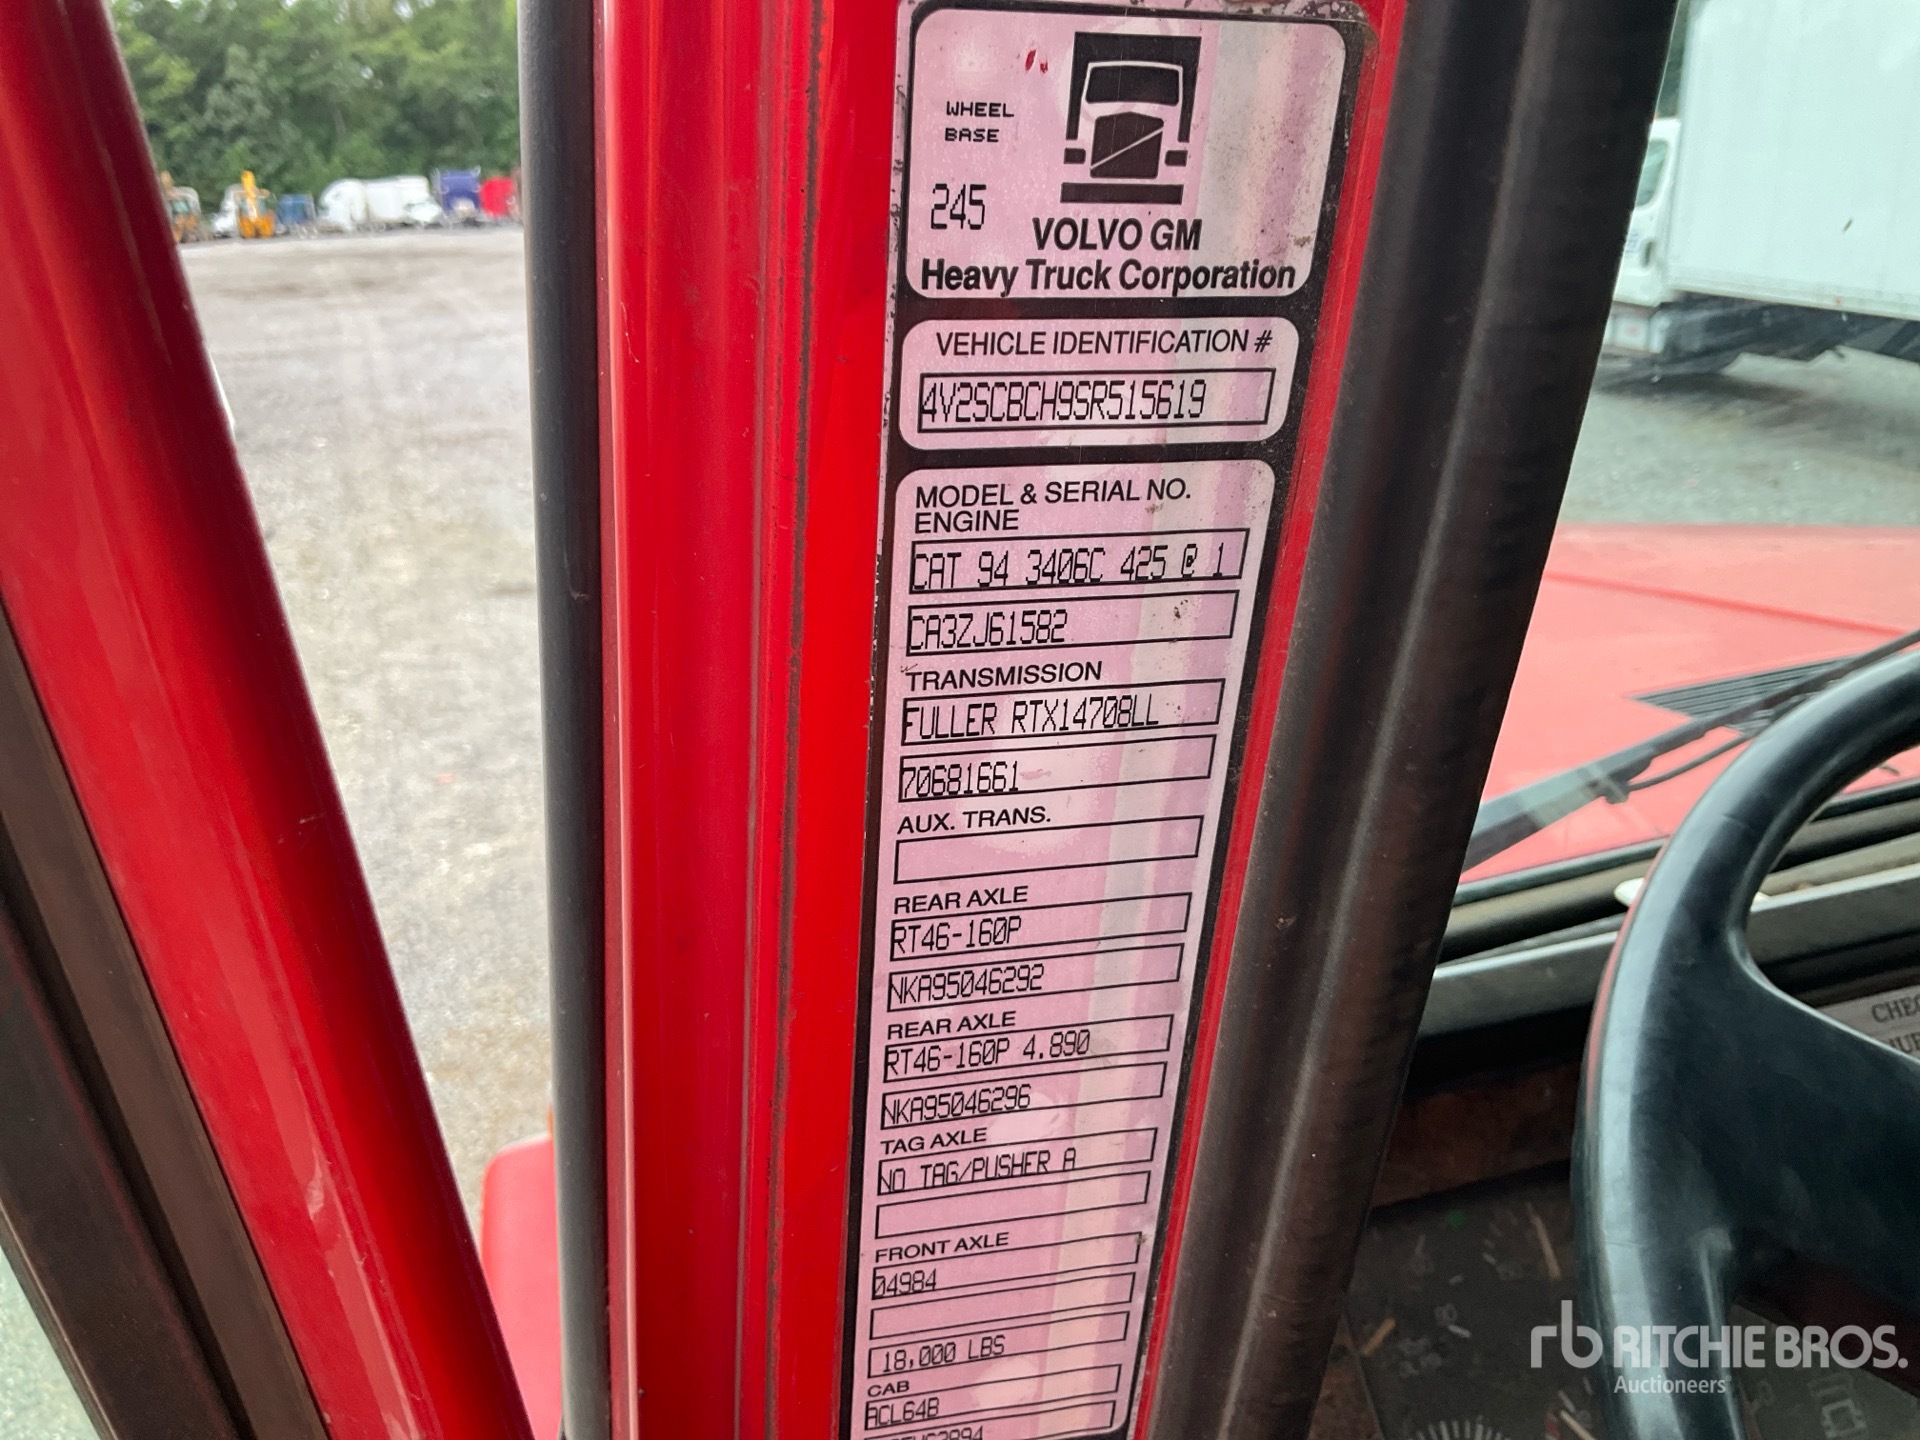 WHEEL
BASE
245
VOLVO GM
Heavy Truck Corporation
VEHICLE IDENTIFICATION #
4V2SCBCH9SR515619
MODEL & SERIAL NO.
ENGINE
CAT 94 3406C 425 @ 1
CA3ZJ61582
TRANSMISSION
FULLER RTX14708LL
70681661
AUX. TRANS.
REAR AXLE
RT46-160P
NKA95046292
REAR AXLE
RT46-160P 4.890
NKA95046296
TAG AXLE
NO TAG/PUSHER A
FRONT AXLE
04984
18,000 LBS
CAB
ACL64B
rb RITCHIE BROS.
Auctioneers